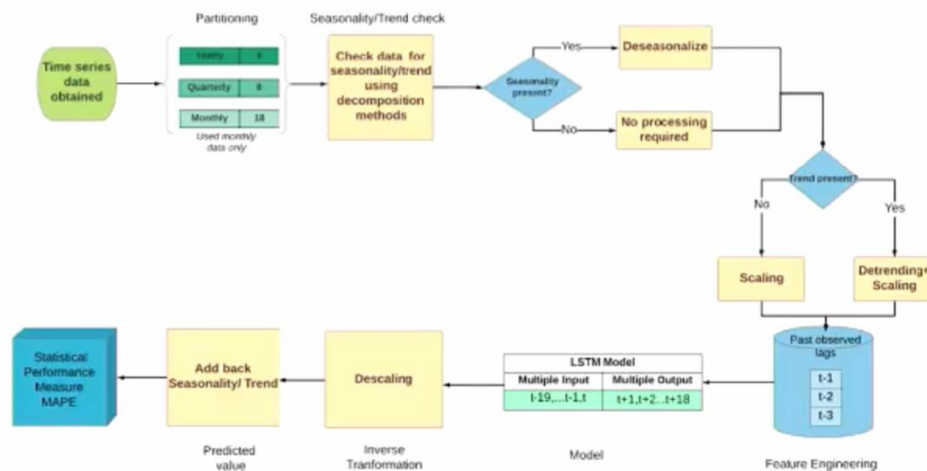 Partitioning
Seasonality/Trend check
Time series
data
obtained
Yearly 6
Quarterly 8
Monthly 18
Used monthly
data only
Check data for
seasonality/trend
using
decomposition
methods
Seasonality
present?
Yes
No
Deseasonalize
No processing
required
Trend present?
No
Yes
Scaling
Detrending+
Scaling
Past observed
lags
t-1
t-2
t-3
Feature Engineering
LSTM Model
Multiple Input Multiple Output
t-19,...t-1,t t+1,t+2...t+18
Model
Descaling
Inverse
Tranformation
Add back
Seasonality/ Trend
Predicted
value
Statistical
Performance
Measure
MAPE